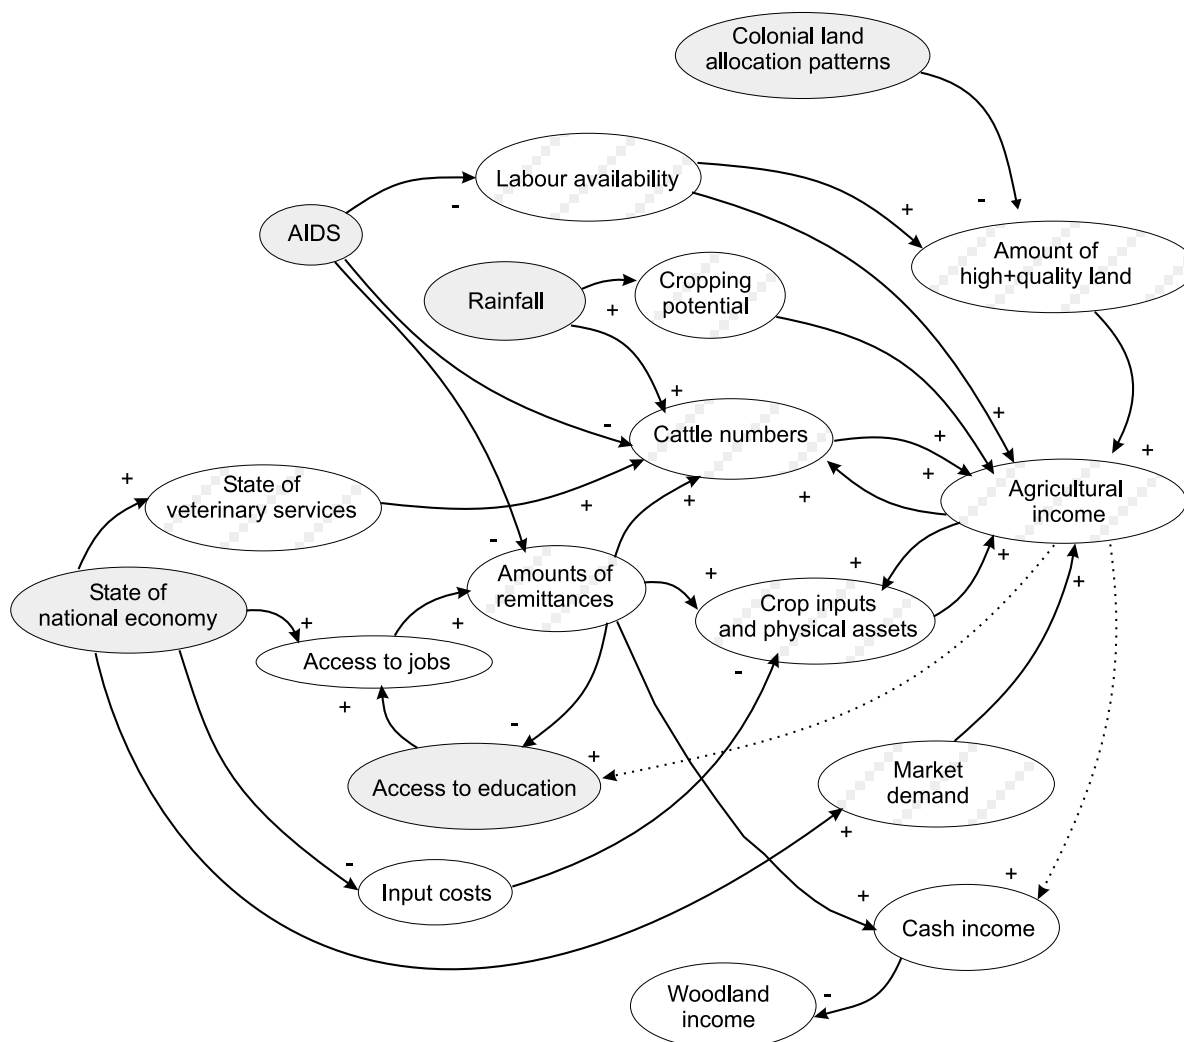 Colonial land
allocation patterns
Labour availability
-
+
-
AIDS
Amount of
high+quality land
Rainfall
+
Cropping
potential
+
-
Cattle numbers
+
+
+
+
State of
veterinary services
+
+
+
+
Agricultural
income
-
Amounts of
remittances
+
+
+
+
State of
national economy
+
+
Crop inputs
and physical assets
Access to jobs
-
+
-
+
Access to education
Market
demand
+
-
Input costs
+
+
Cash income
-
Woodland
income